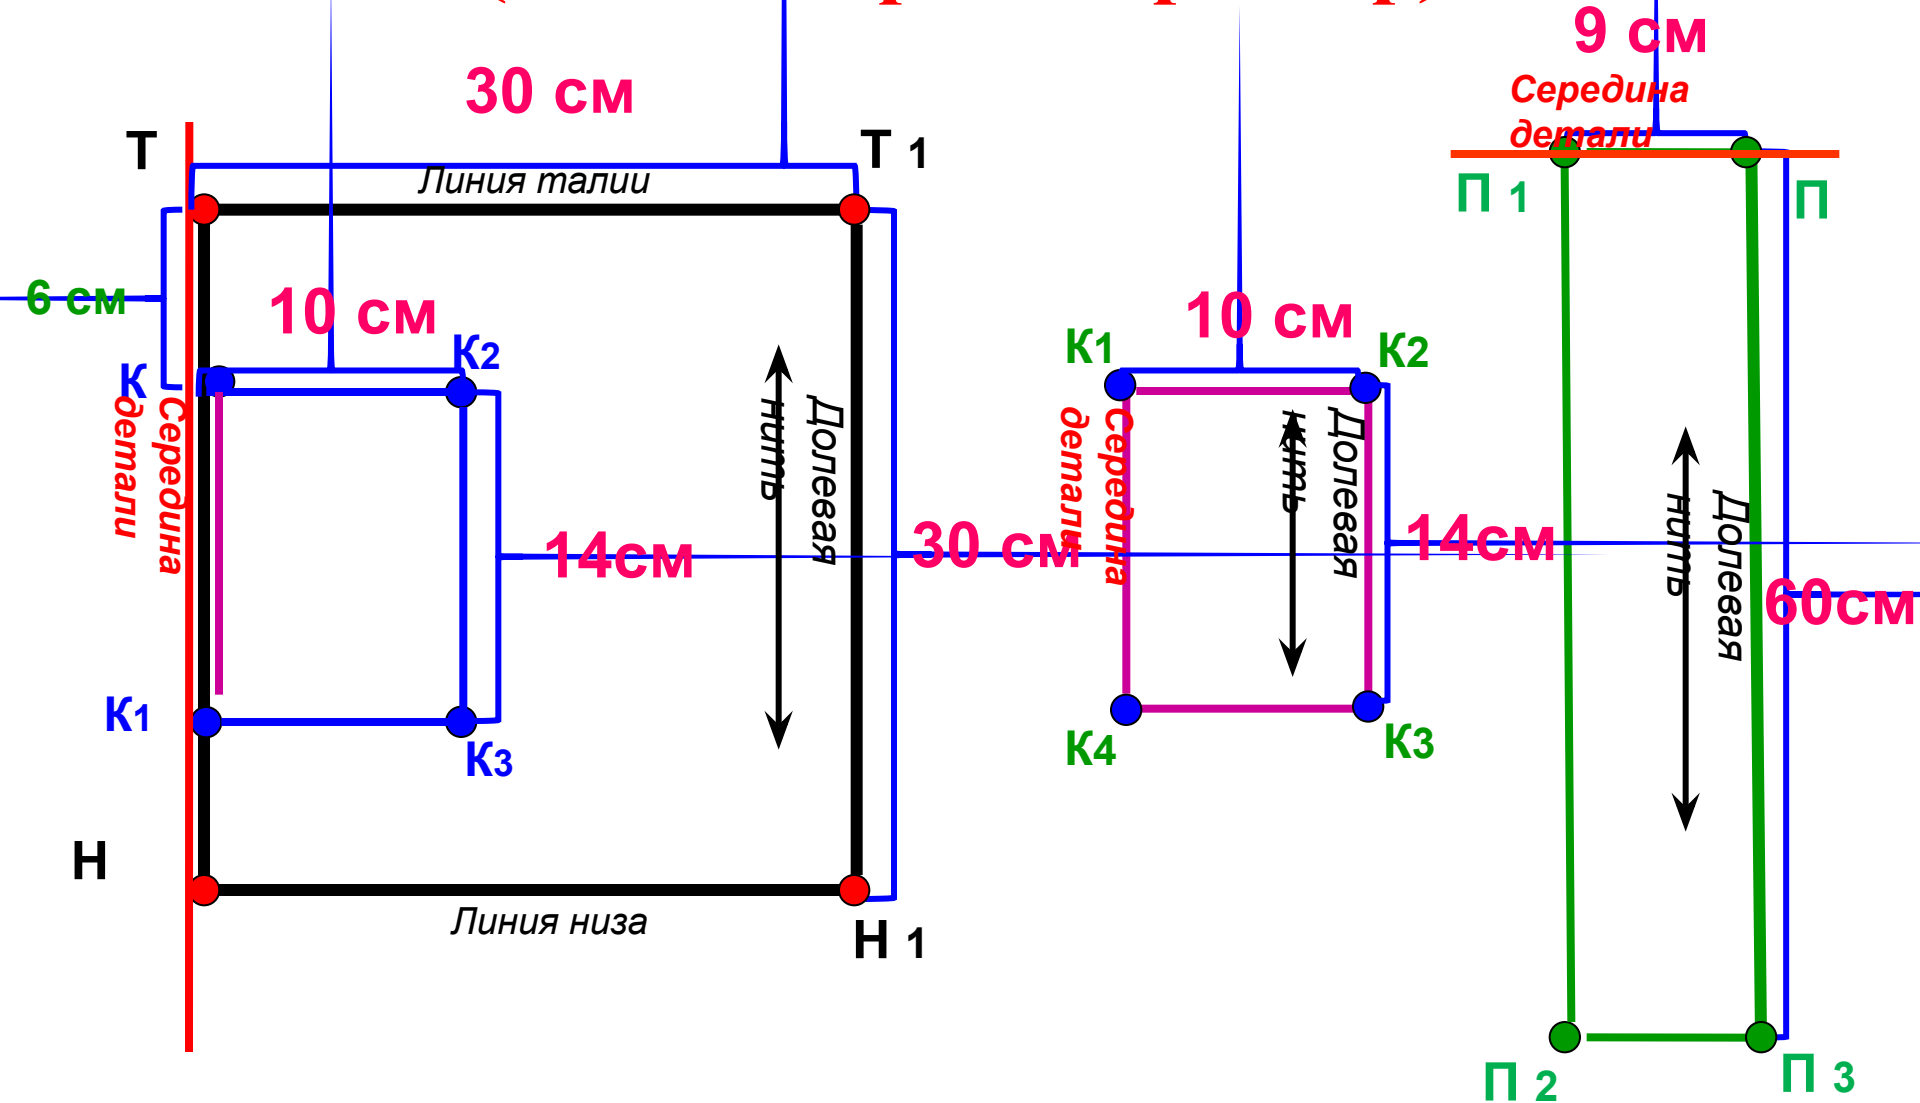 9 см
30 см
Середина
детали
Т
Т 1
Линия талии
П 1
П
6 см
10 см
10 см
К
К2
К1
К2
Середина
детали
Долевая
нить
Середина
детали
Долевая
нить
Долевая
нить
14см
30 см
14см
60см
К1
К3
К4
К3
Н
Линия низа
Н 1
П 2
П 3